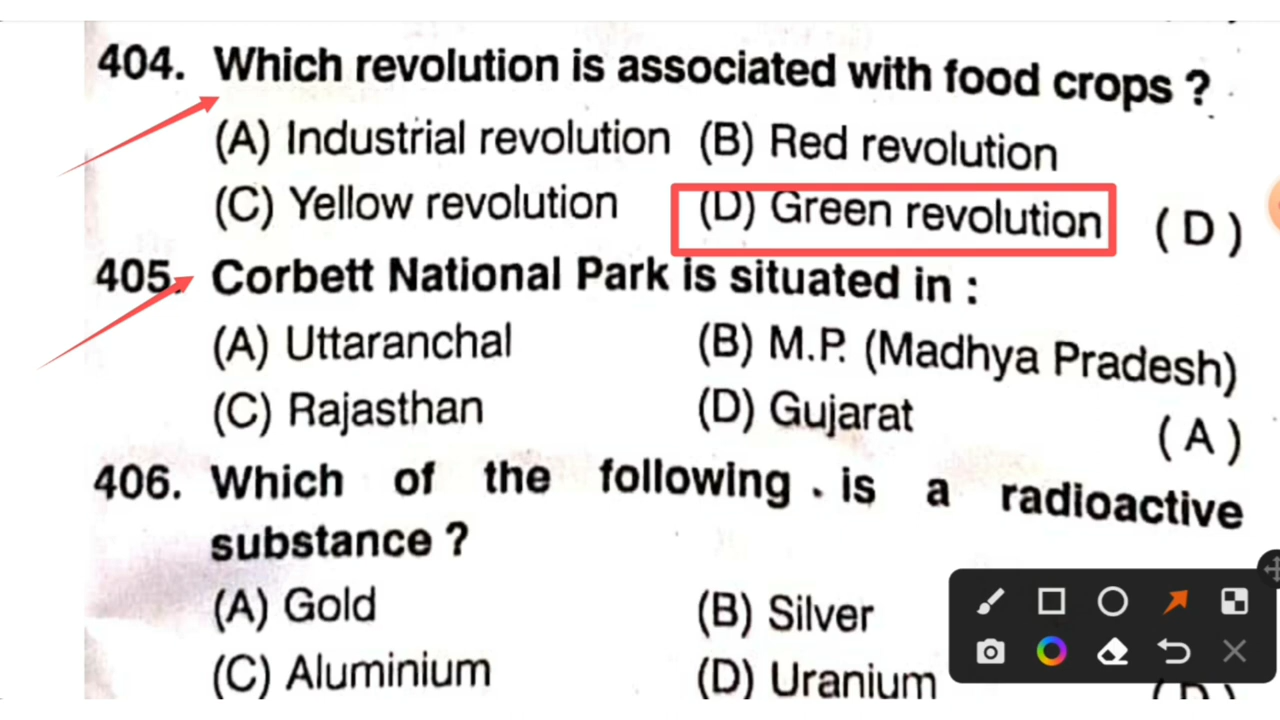 404. Which revolution is associated with food crops ?
(A) Industrial revolution (B) Red revolution
(C) Yellow revolution (D) Green revolution (D)
405. Corbett National Park is situated in :
(A) Uttaranchal (B) M.P. (Madhya Pradesh)
(C) Rajasthan (D) Gujarat (A)
406. Which of the following . is a radioactive
substance ?
(A) Gold (B) Silver
(C) Aluminium (D) Uranium (D)